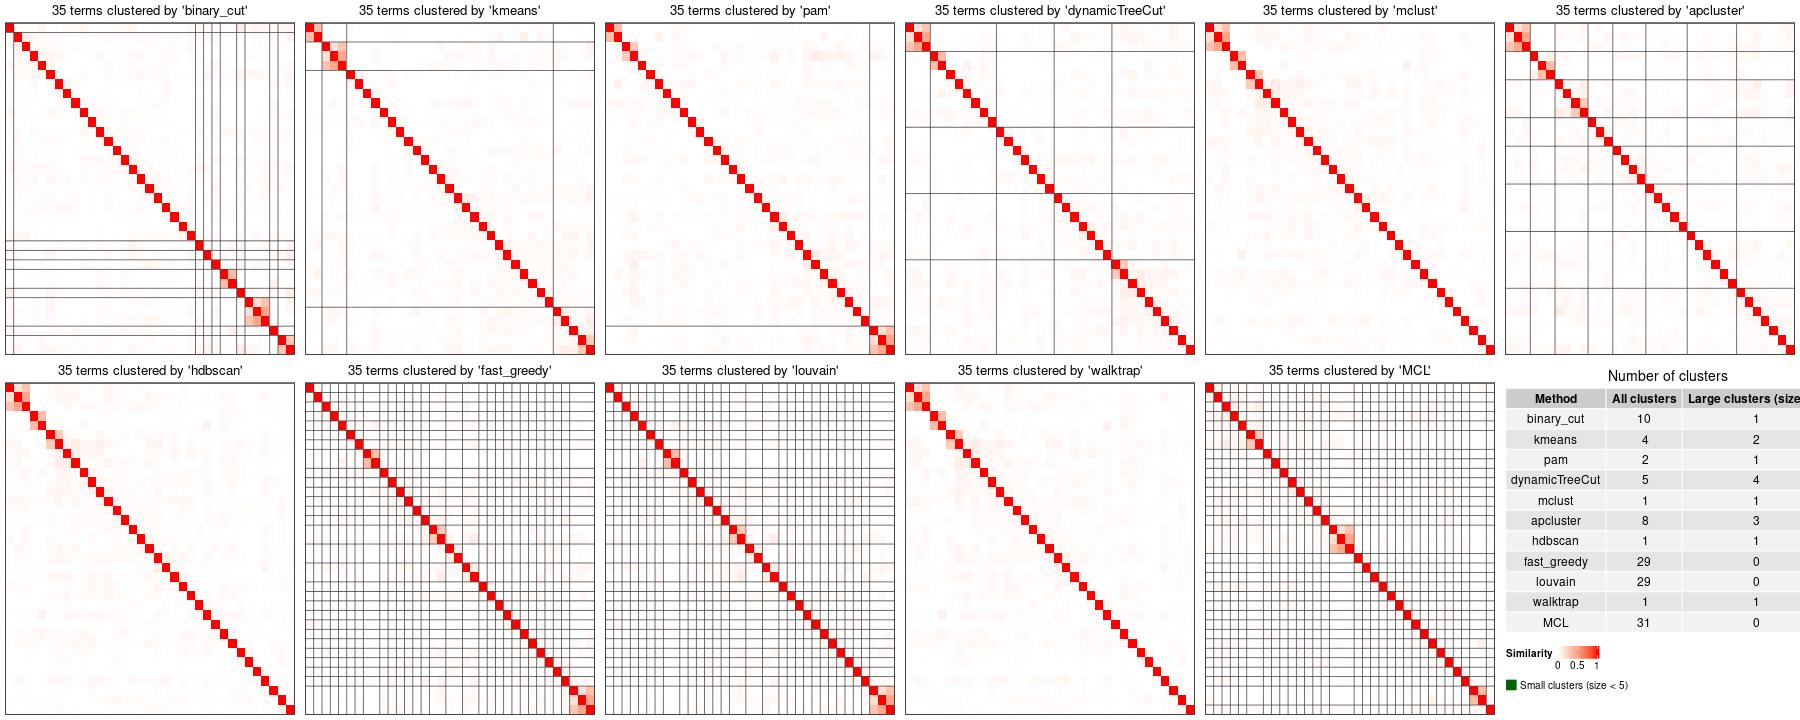 35 terms clustered by 'binary_cut'
35 terms clustered by 'kmeans'
35 terms clustered by 'pam'
35 terms clustered by 'dynamicTreeCut'
35 terms clustered by 'mclust'
35 terms clustered by 'apcluster'
35 terms clustered by 'hdbscan'
35 terms clustered by 'fast_greedy'
35 terms clustered by 'louvain'
35 terms clustered by 'walktrap'
35 terms clustered by 'MCL'
Number of clusters
Method All clusters Large clusters (size
binary_cut 10 1
kmeans 4 2
pam 2 1
dynamicTreeCut 5 4
mclust 1 1
apcluster 8 3
hdbscan 1 1
fast_greedy 29 0
louvain 29 0
walktrap 1 1
MCL 31 0
Similarity
0 0.5 1
Small clusters (size < 5)